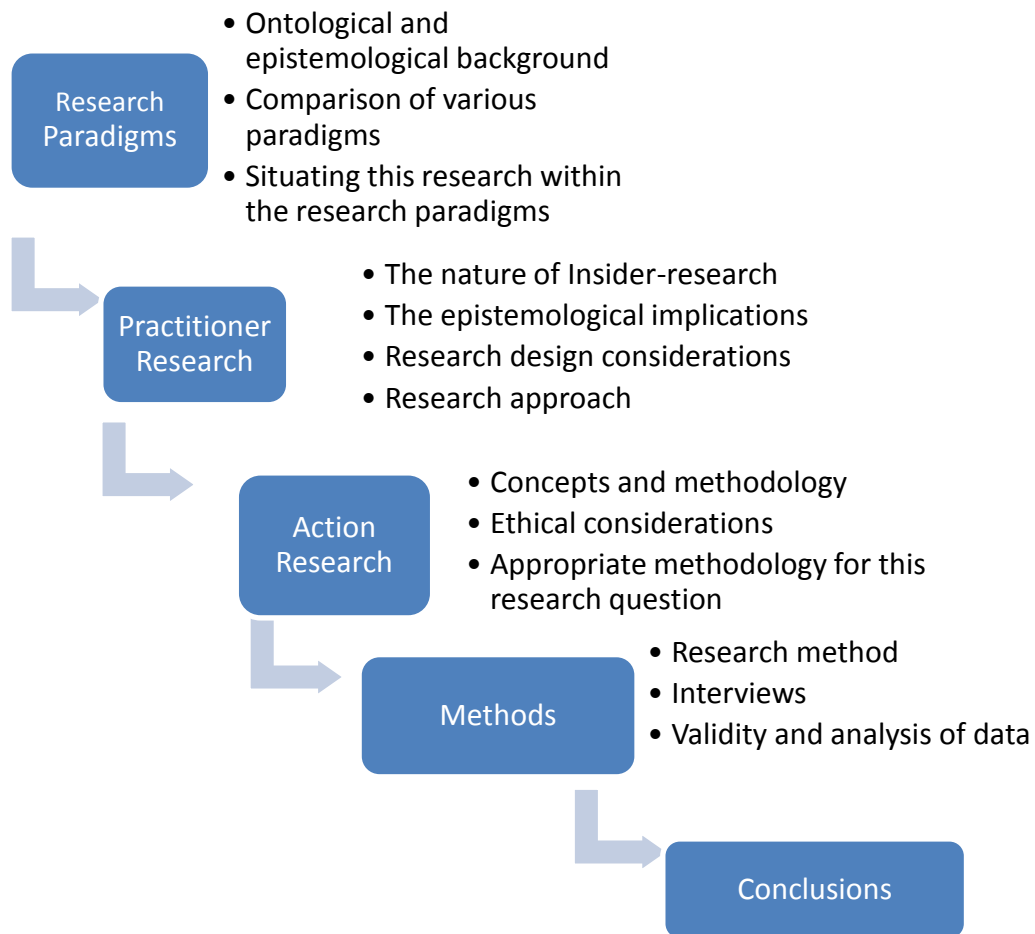 Research
Paradigms
• Ontological and
epistemological background
• Comparison of various
paradigms
• Situating this research within
the research paradigms
Practitioner
Research
• The nature of Insider-research
• The epistemological implications
• Research design considerations
• Research approach
Action
Research
• Concepts and methodology
• Ethical considerations
• Appropriate methodology for this
research question
Methods
• Research method
• Interviews
• Validity and analysis of data
Conclusions